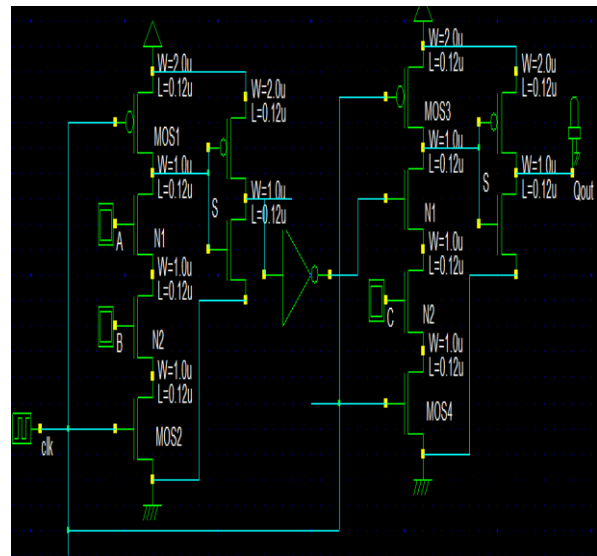 W=2.0u
L=0.12u
MOS1
W=2.0u
L=0.12u
W=1.0u
L=0.12u
A
N1
S
W=1.0u
L=0.12u
W=1.0u
L=0.12u
B
N2
W=1.0u
L=0.12u
clk
MOS2
W=2.0u
L=0.12u
MOS3
W=2.0u
L=0.12u
W=1.0u
L=0.12u
N1
S
W=1.0u
L=0.12u
Qout
W=1.0u
L=0.12u
C
N2
W=1.0u
L=0.12u
MOS4